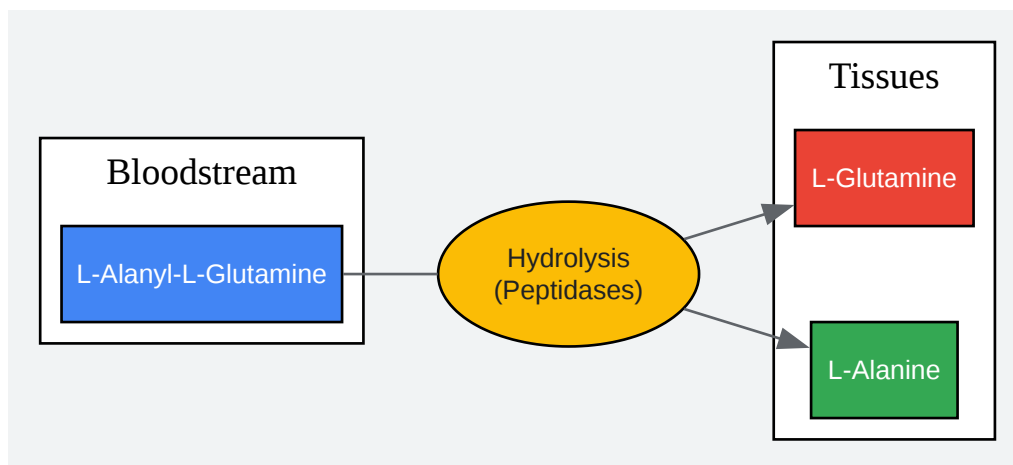 Bloodstream
L-Alanyl-L-Glutamine
Hydrolysis
(Peptidases)
Tissues
L-Glutamine
L-Alanine